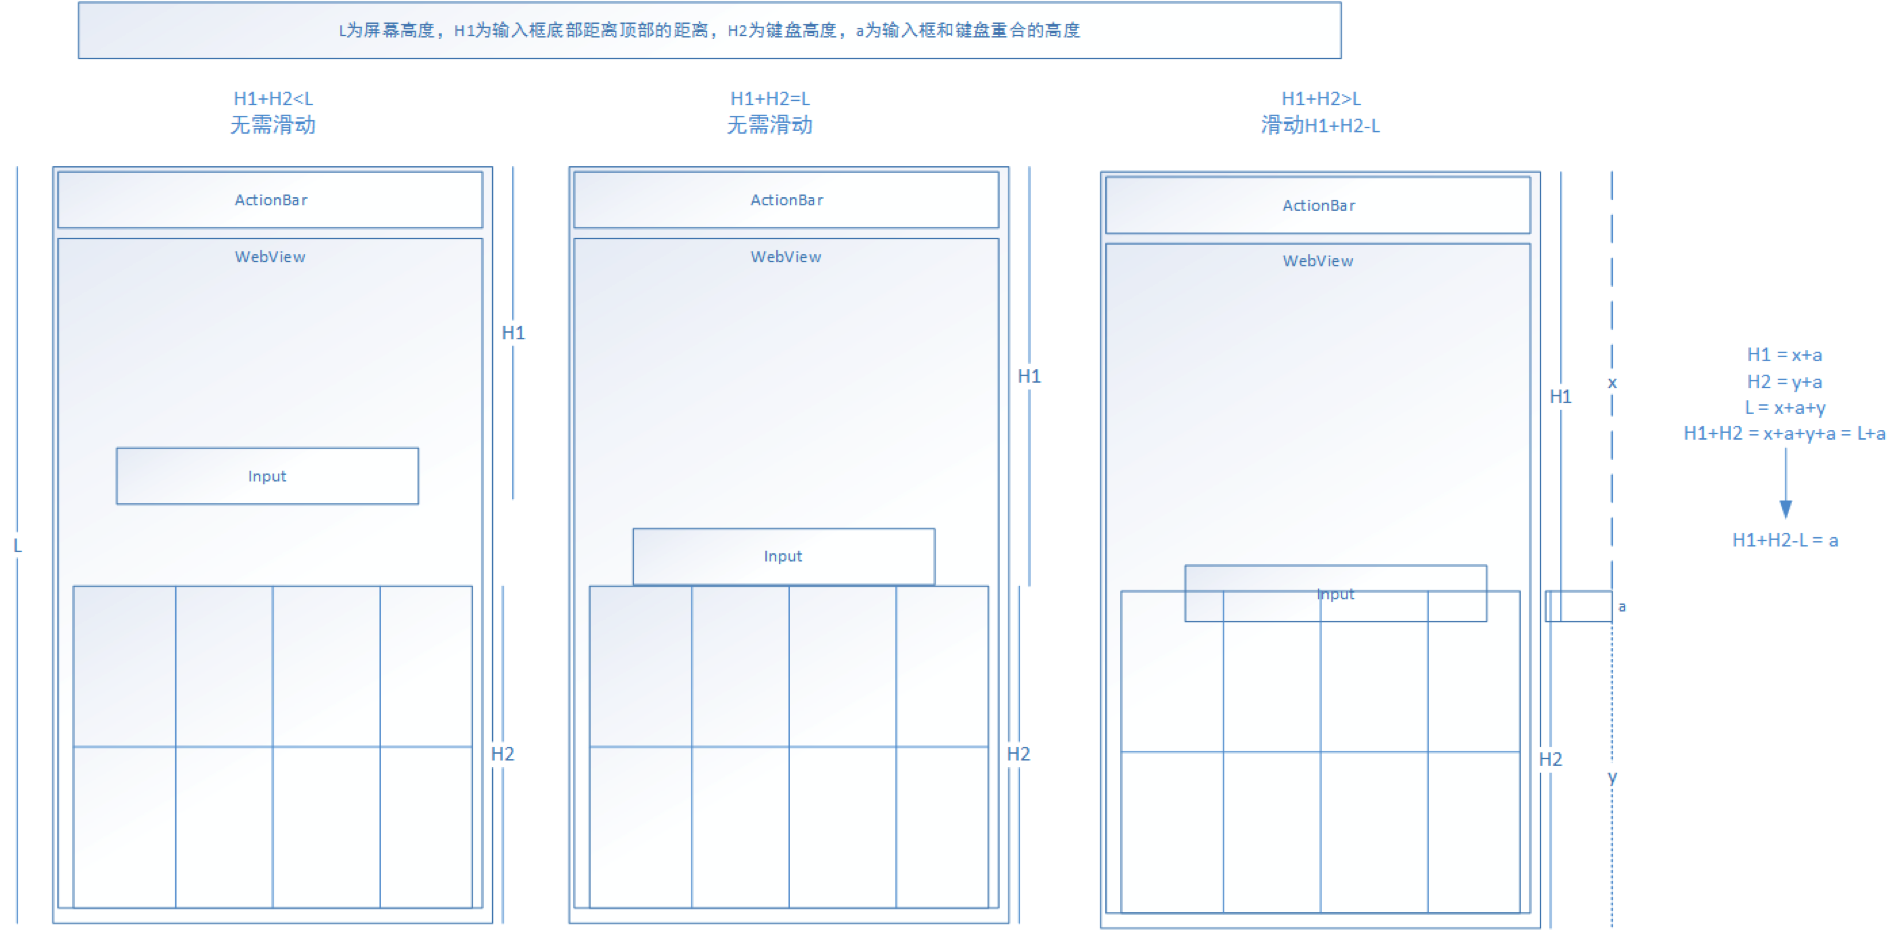 L为屏幕高度，H1为输入框底部距离顶部的距离，H2为键盘高度，a为输入框和键盘重合的高度
H1+H2<L
无需滑动
H1+H2=L
无需滑动
H1+H2>L
滑动H1+H2-L
ActionBar
WebView
Input
L
H1
H2
ActionBar
WebView
Input
H1
H2
ActionBar
WebView
Input
H1
H2
x
a
y
H1 = x+a
H2 = y+a
L = x+a+y
H1+H2 = x+a+y+a = L+a
H1+H2-L = a